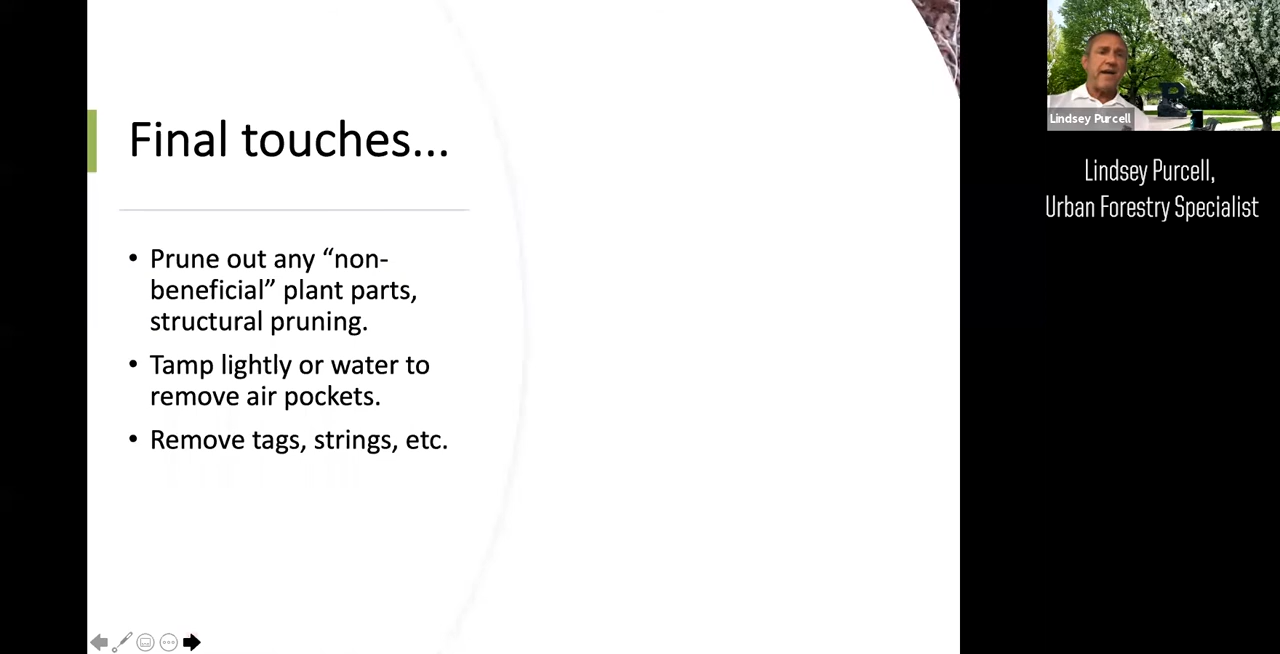 Final touches...
• Prune out any “non-
beneficial” plant parts,
structural pruning.
• Tamp lightly or water to
remove air pockets.
• Remove tags, strings, etc.
Lindsey Purcell
Lindsey Purcell,
Urban Forestry Specialist